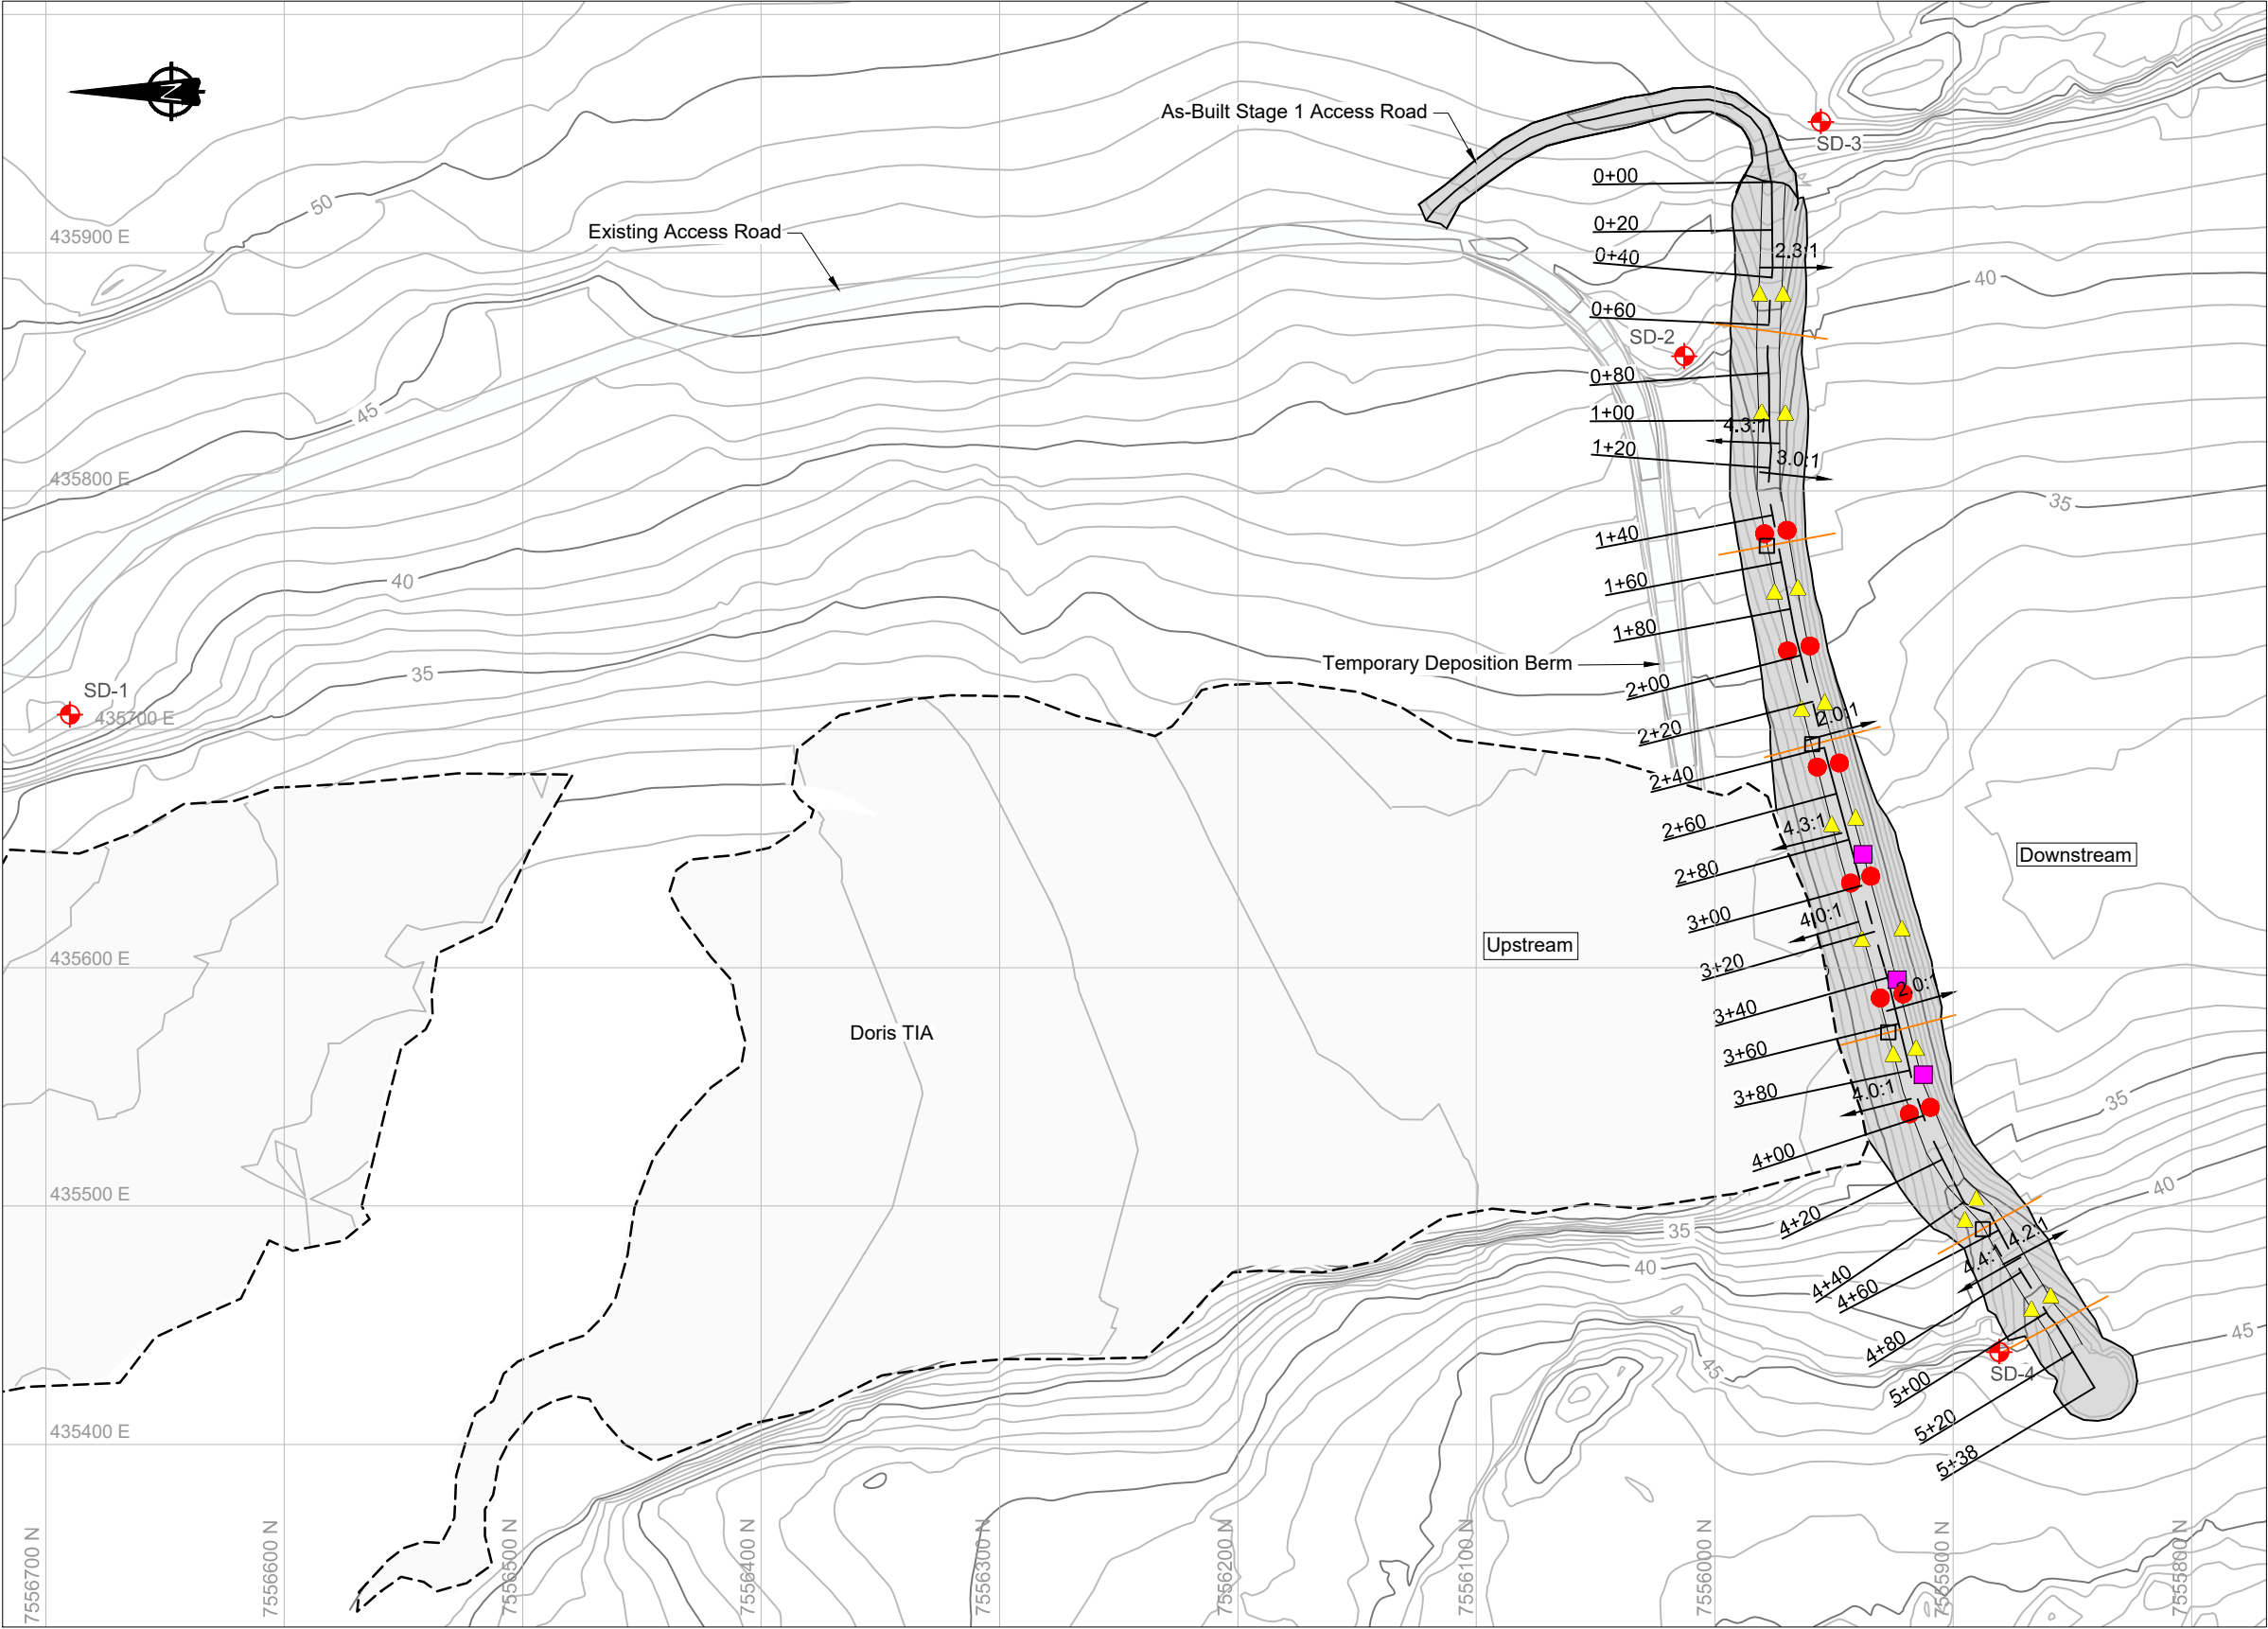 N
As-Built Stage 1 Access Road
SD-3
0+00
50
0+20
Existing Access Road
435900 E
0+40
2.3:1
40
0+60
SD-2
0+80
45
1+00
4.3:1
1+20
3.0:1
435800 E
35
1+40
40
1+60
1+80
Temporary Deposition Berm
35
2+00
SD-1
435700 E
2.0:1
2+20
2+40
4.3:1
2+60
Downstream
2+80
4.0:1
3+00
Upstream
435600 E
3+20
2.0:1
3+40
Doris TIA
3+60
4.0:1
3+80
35
4+00
40
435500 E
4+20
35
4.2:1
4.4:1
40
4+40
4+60
45
4+80
45
SD-4
5+00
5+20
435400 E
5+38
7556700 N
7556600 N
7556500 N
7556400 N
7556300 N
7556200 N
7556100 N
7556000 N
7555900 N
7555800 N